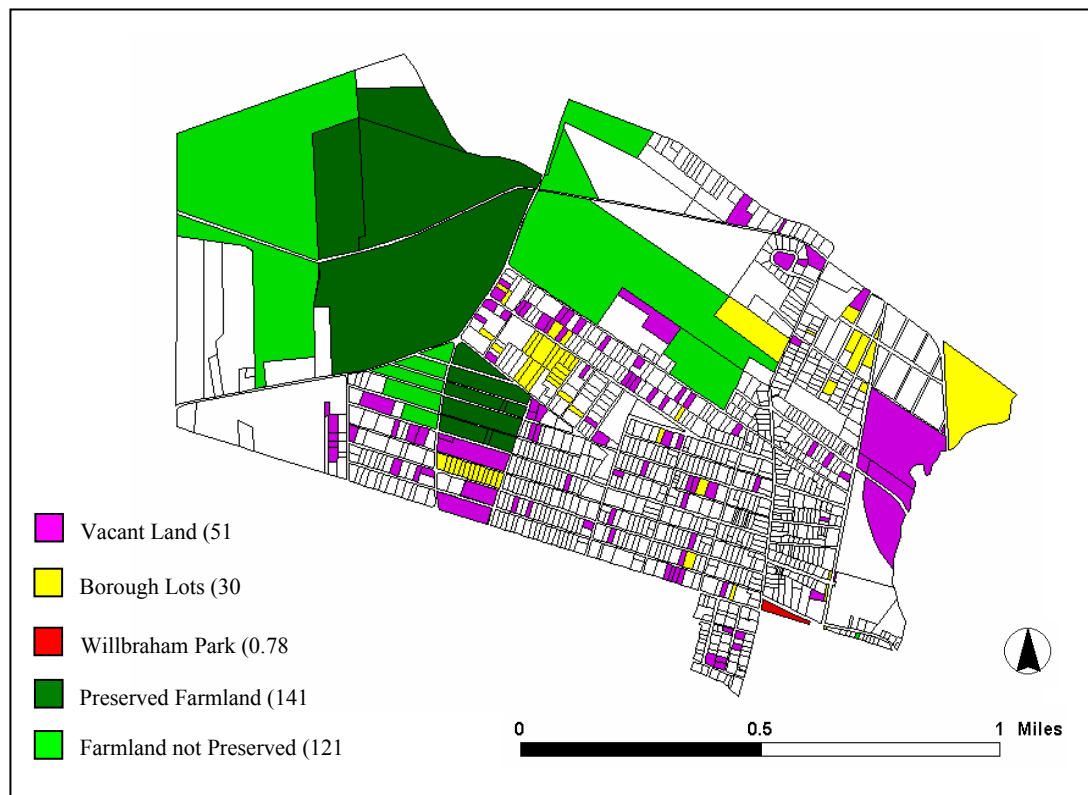 Vacant Land (51
Borough Lots (30
Willbraham Park (0.78
Preserved Farmland (141
Farmland not Preserved (121
0 0.5 1 Miles